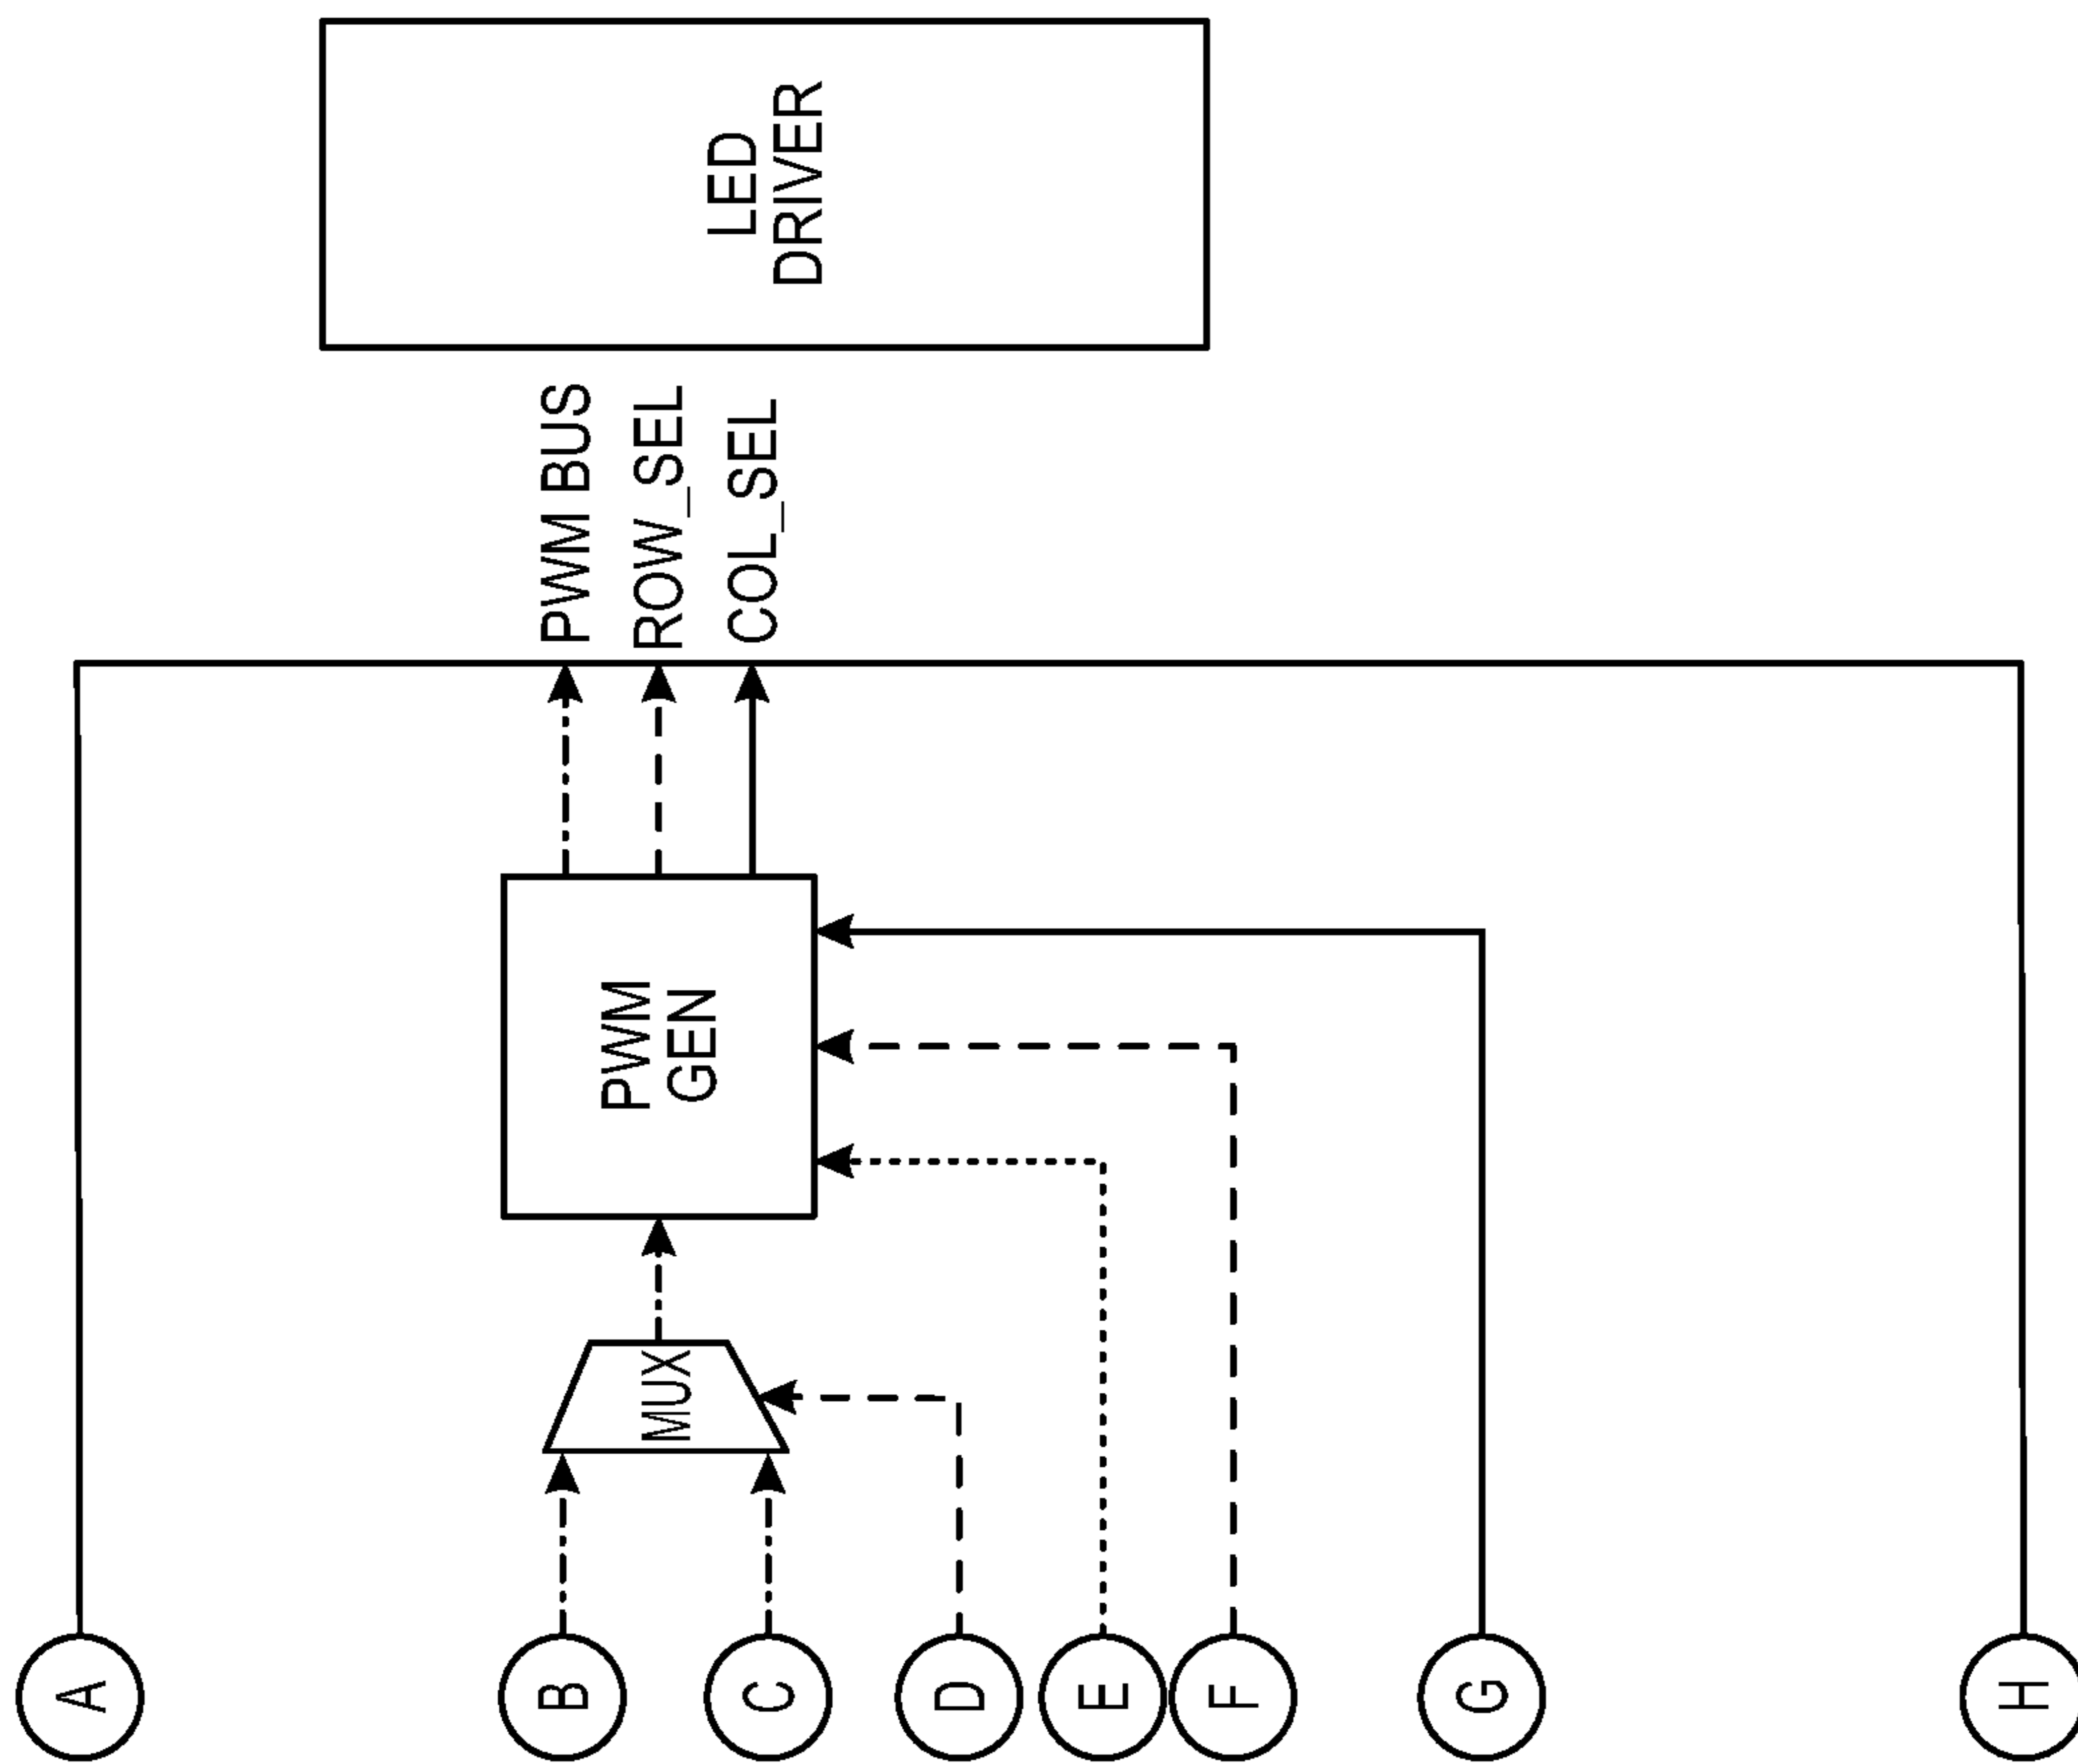 A
B
C
D
E
F
G
H
MUX
PWM
GEN
PWM BUS
ROW_SEL
COL_SEL
LED
DRIVER